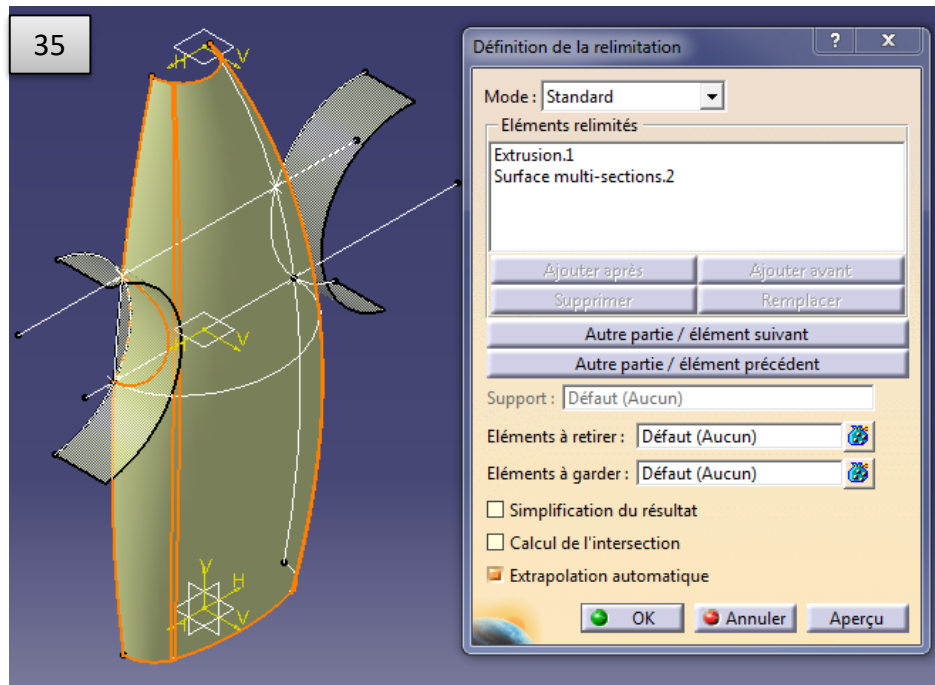 35
H
V
H
V
V
H
H
V
Définition de la relimitation
? X
Mode : Standard
Eléments relimités
Extrusion.1
Surface multi-sections.2
Ajouter après
Ajouter avant
Supprimer
Remplacer
Autre partie / élément suivant
Autre partie / élément précédent
Support : Défaut (Aucun)
Eléments à retirer : Défaut (Aucun)
Eléments à garder : Défaut (Aucun)
Simplification du résultat
Calcul de l'intersection
Extrapolation automatique
OK
Annuler
Aperçu